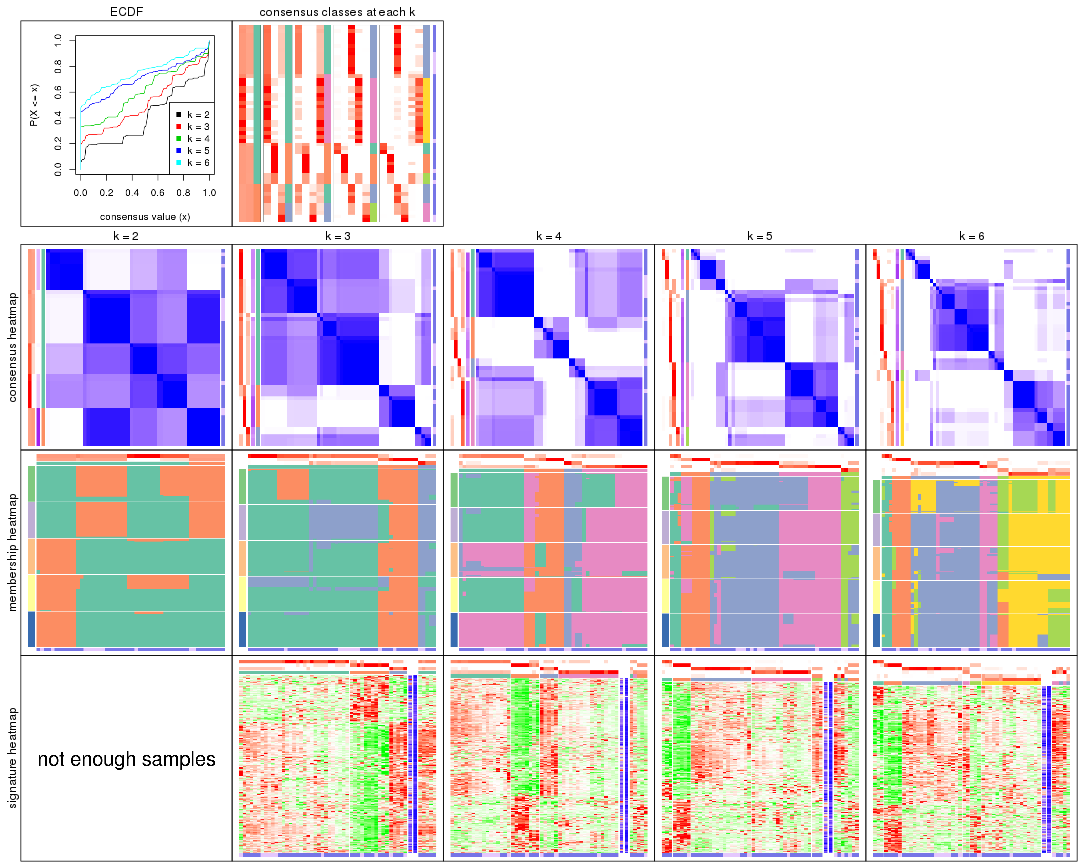 ECDF
consensus classes at each k
P(X <= x)
0.0 0.2 0.4 0.6 0.8 1.0
k = 2
k = 3
k = 4
k = 5
k = 6
0.0 0.2 0.4 0.6 0.8 1.0
consensus value (x)
k = 2
k = 3
k = 4
k = 5
k = 6
consensus heatmap
membership heatmap
signature heatmap
not enough samples